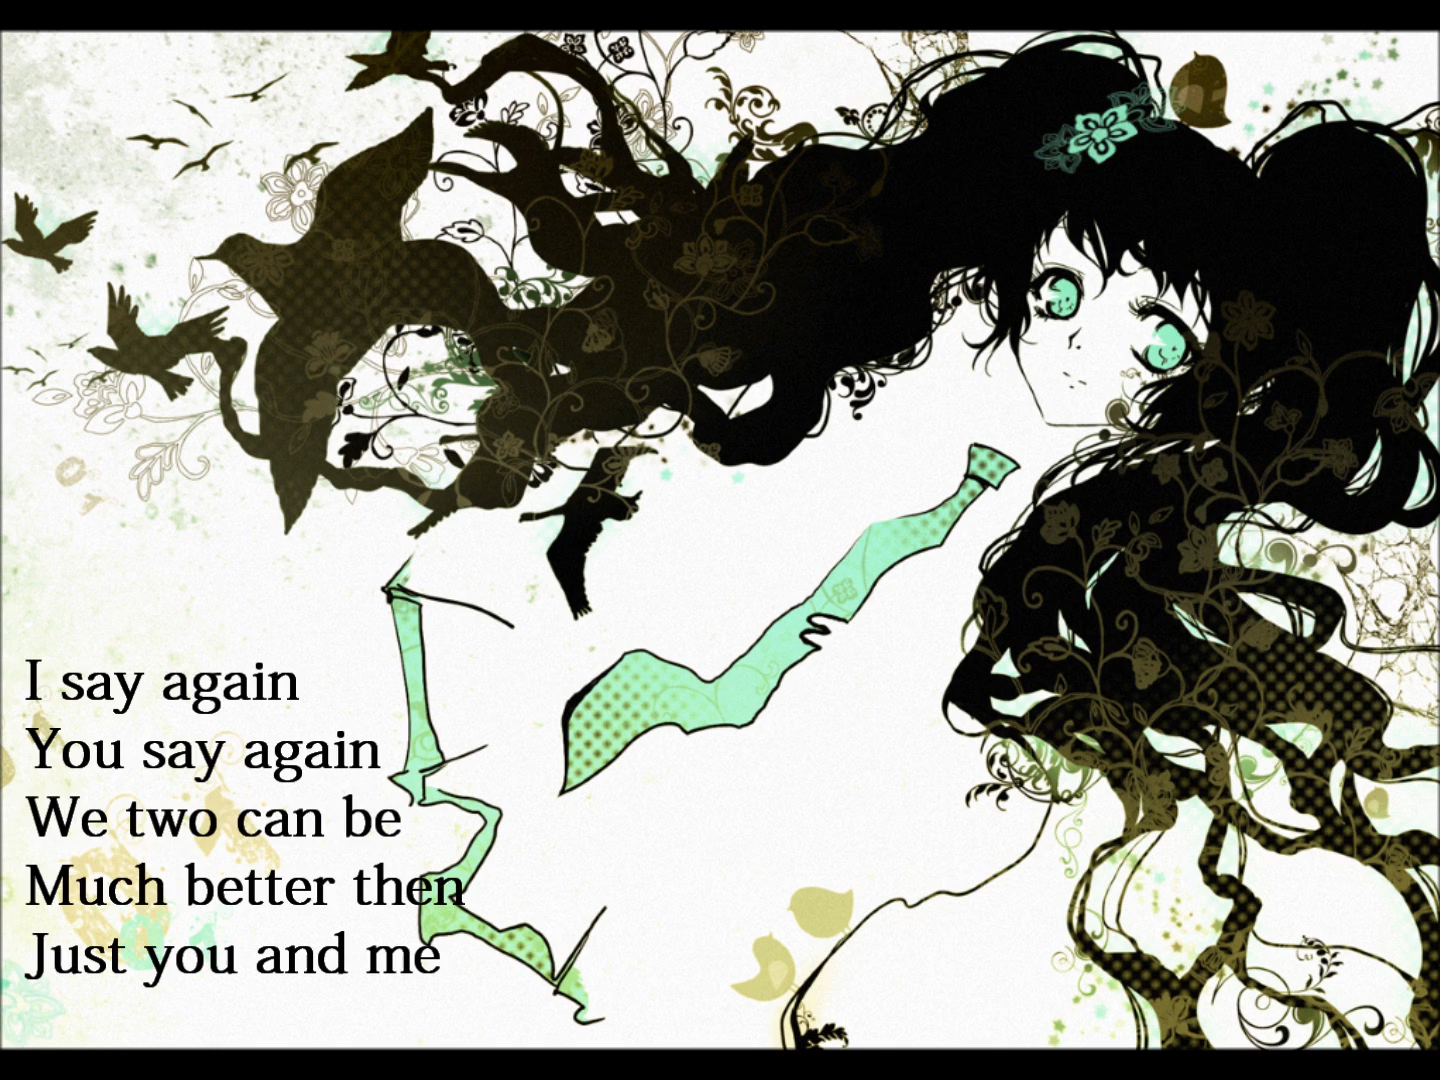 I say again
You say again
We two can be
Much better then
Just you and me